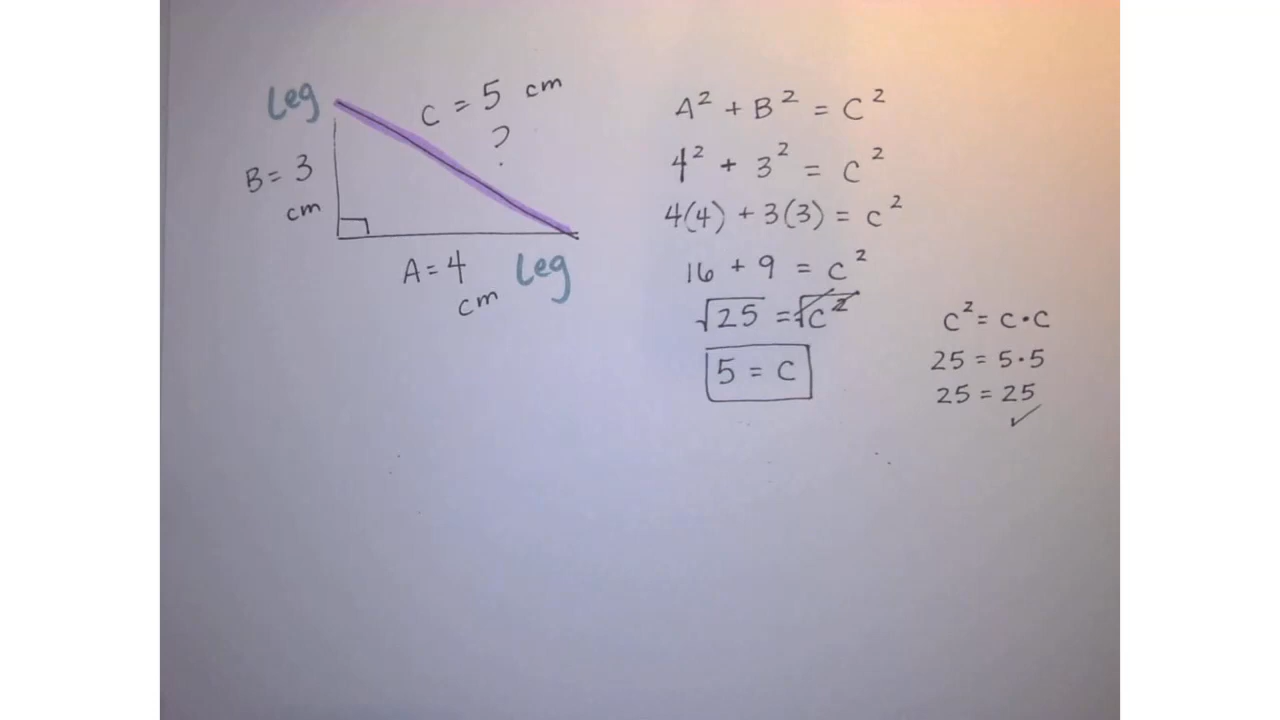 Leg
C = 5 cm
?
B = 3
cm
A = 4
cm
Leg
A² + B² = C²
4² + 3² = C²
4(4) + 3(3) = C²
16 + 9 = C²
√25 = √C²
5 = C
C² = C · C
25 = 5 · 5
25 = 25
✓